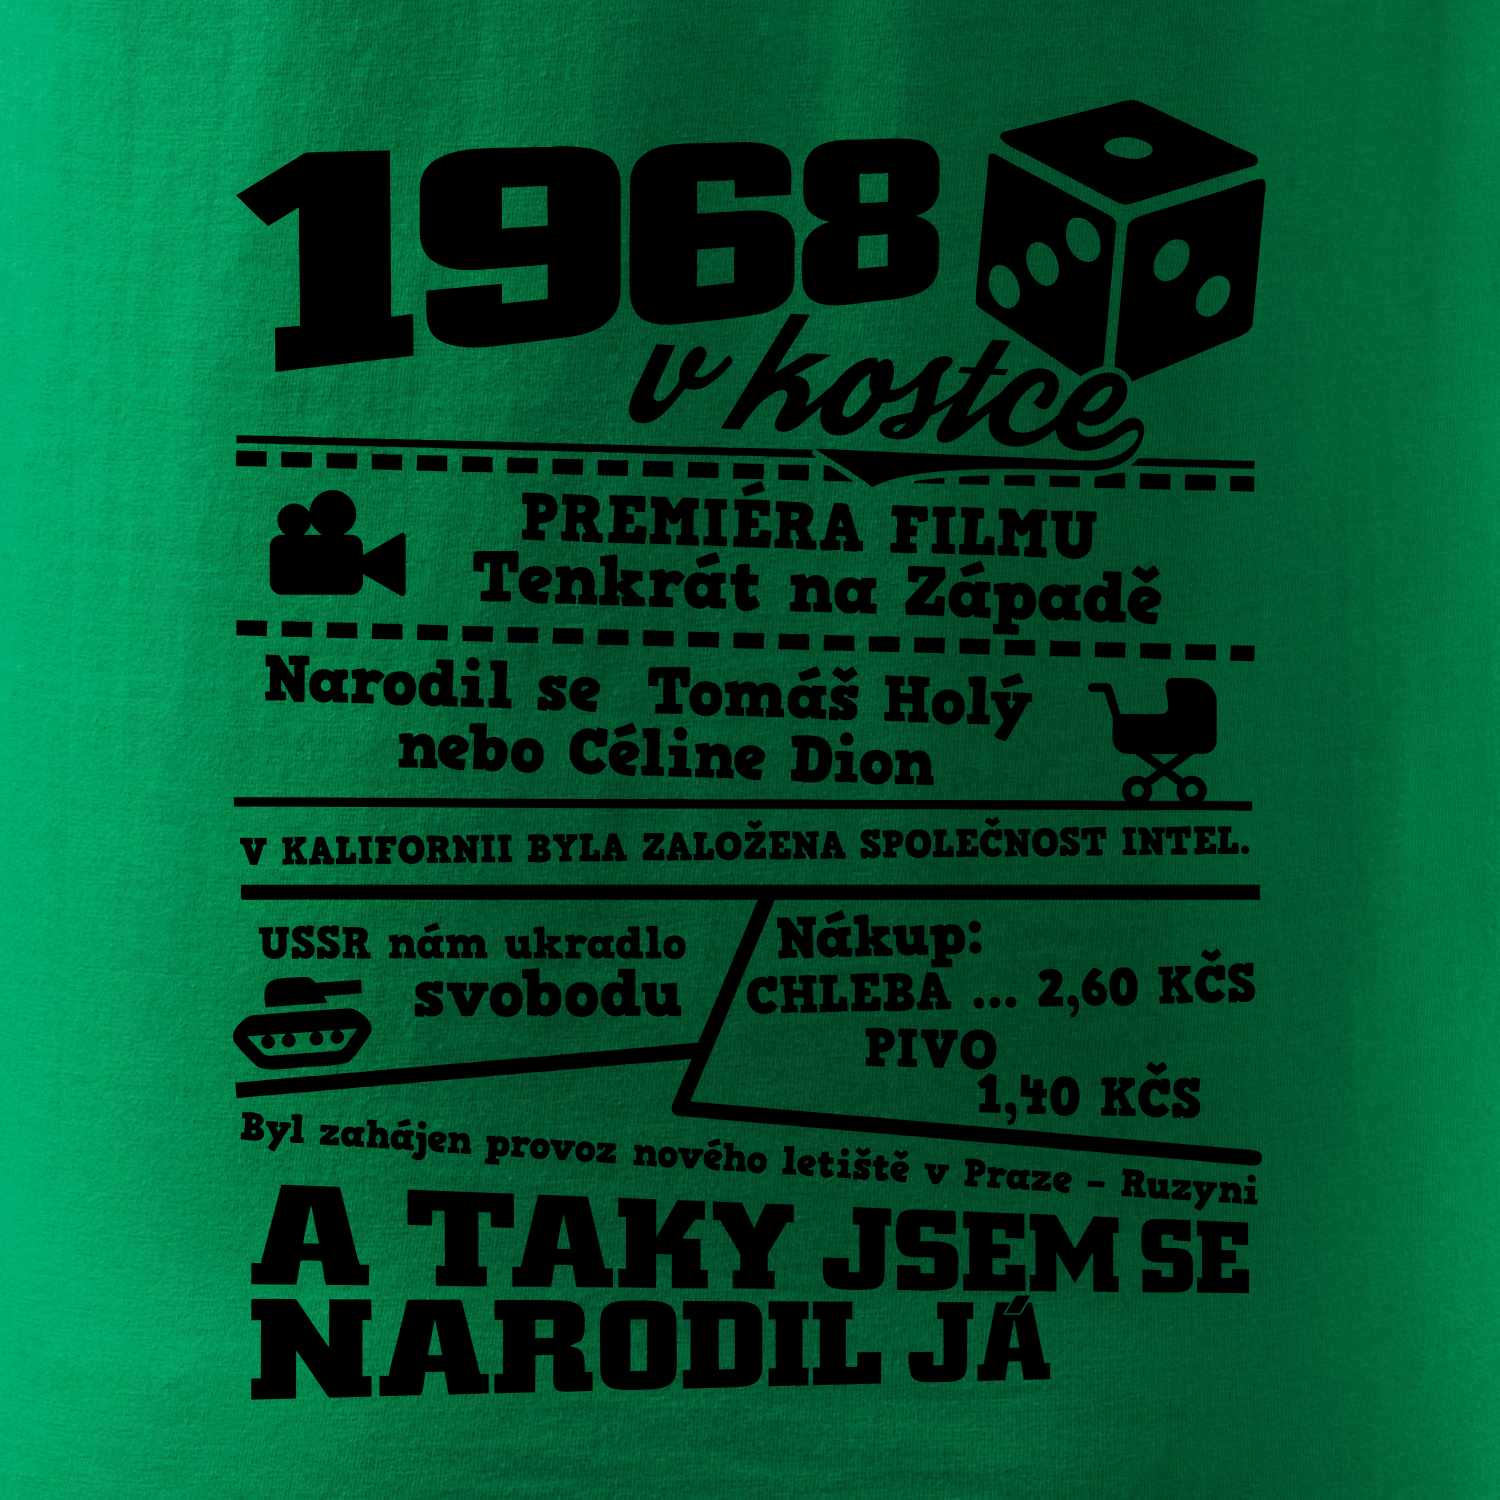 1968
v kostce
PREMIÉRA FILMU
Tenkrát na Západě
Narodil se Tomáš Holý
nebo Céline Dion
V KALIFORNII BYLA ZALOŽENA SPOLEČNOST INTEL.
USSR nám ukradlo
svobodu
Nákup:
CHLEBA ... 2,60 KČS
PIVO
1,40 KČS
Byl zahájen provoz nového letiště v Praze – Ruzyni
A TAKY JSEM SE
NARODIL JÁ